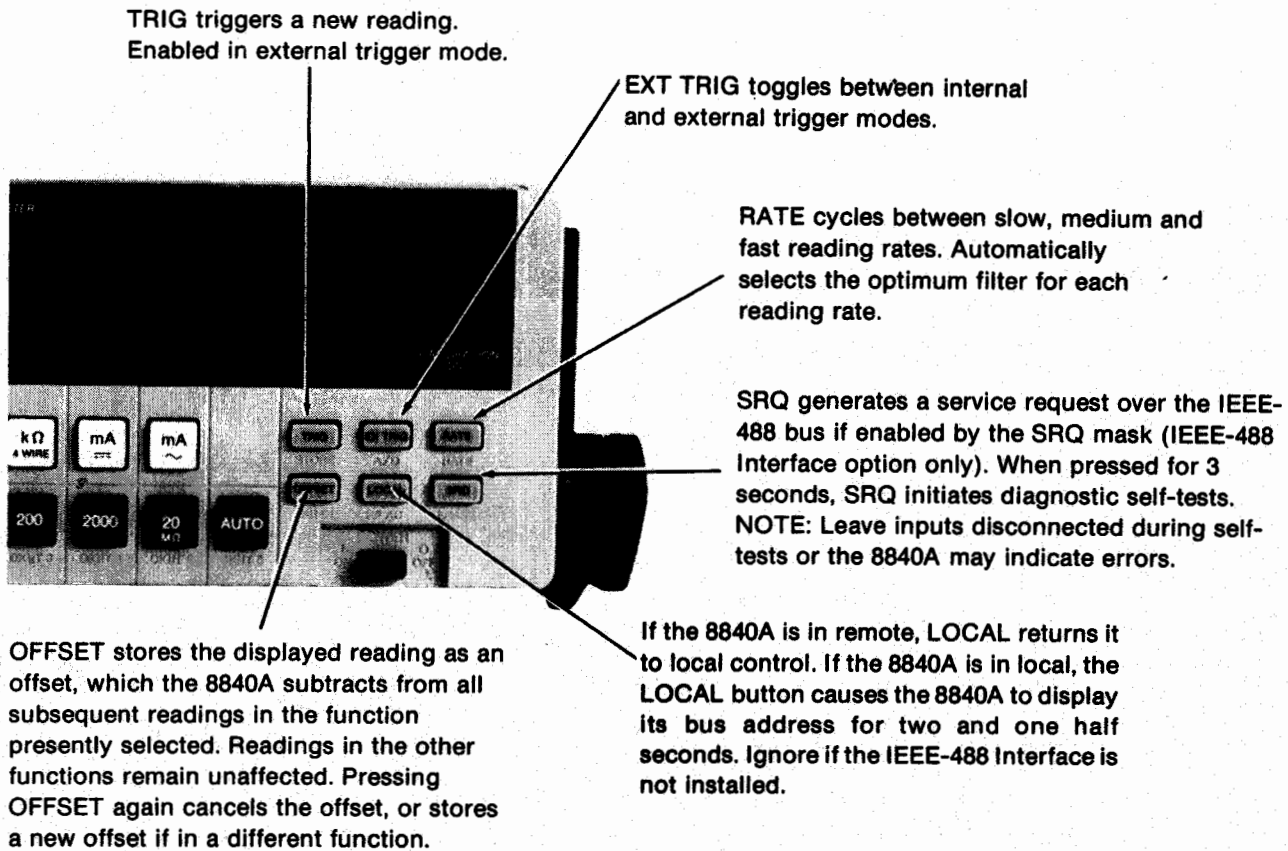 TRIG triggers a new reading.
Enabled in external trigger mode.
EXT TRIG toggles between internal
and external trigger modes.
RATE cycles between slow, medium and
fast reading rates. Automatically
selects the optimum filter for each
reading rate.
SRQ generates a service request over the IEEE-
488 bus if enabled by the SRQ mask (IEEE-488
Interface option only). When pressed for 3
seconds, SRQ initiates diagnostic self-tests.
NOTE: Leave inputs disconnected during self-
tests or the 8840A may indicate errors.
kΩ
4 WIRE
mA
mA
TRIG
EX TRIG
RATE
RATE
200
2000
20
MΩ
AUTO
OFFSET
LOCAL
SRQ
If the 8840A is in remote, LOCAL returns it
to local control. If the 8840A is in local, the
LOCAL button causes the 8840A to display
its bus address for two and one half
seconds. Ignore if the IEEE-488 Interface is
not installed.
OFFSET stores the displayed reading as an
offset, which the 8840A subtracts from all
subsequent readings in the function
presently selected. Readings in the other
functions remain unaffected. Pressing
OFFSET again cancels the offset, or stores
a new offset if in a different function.